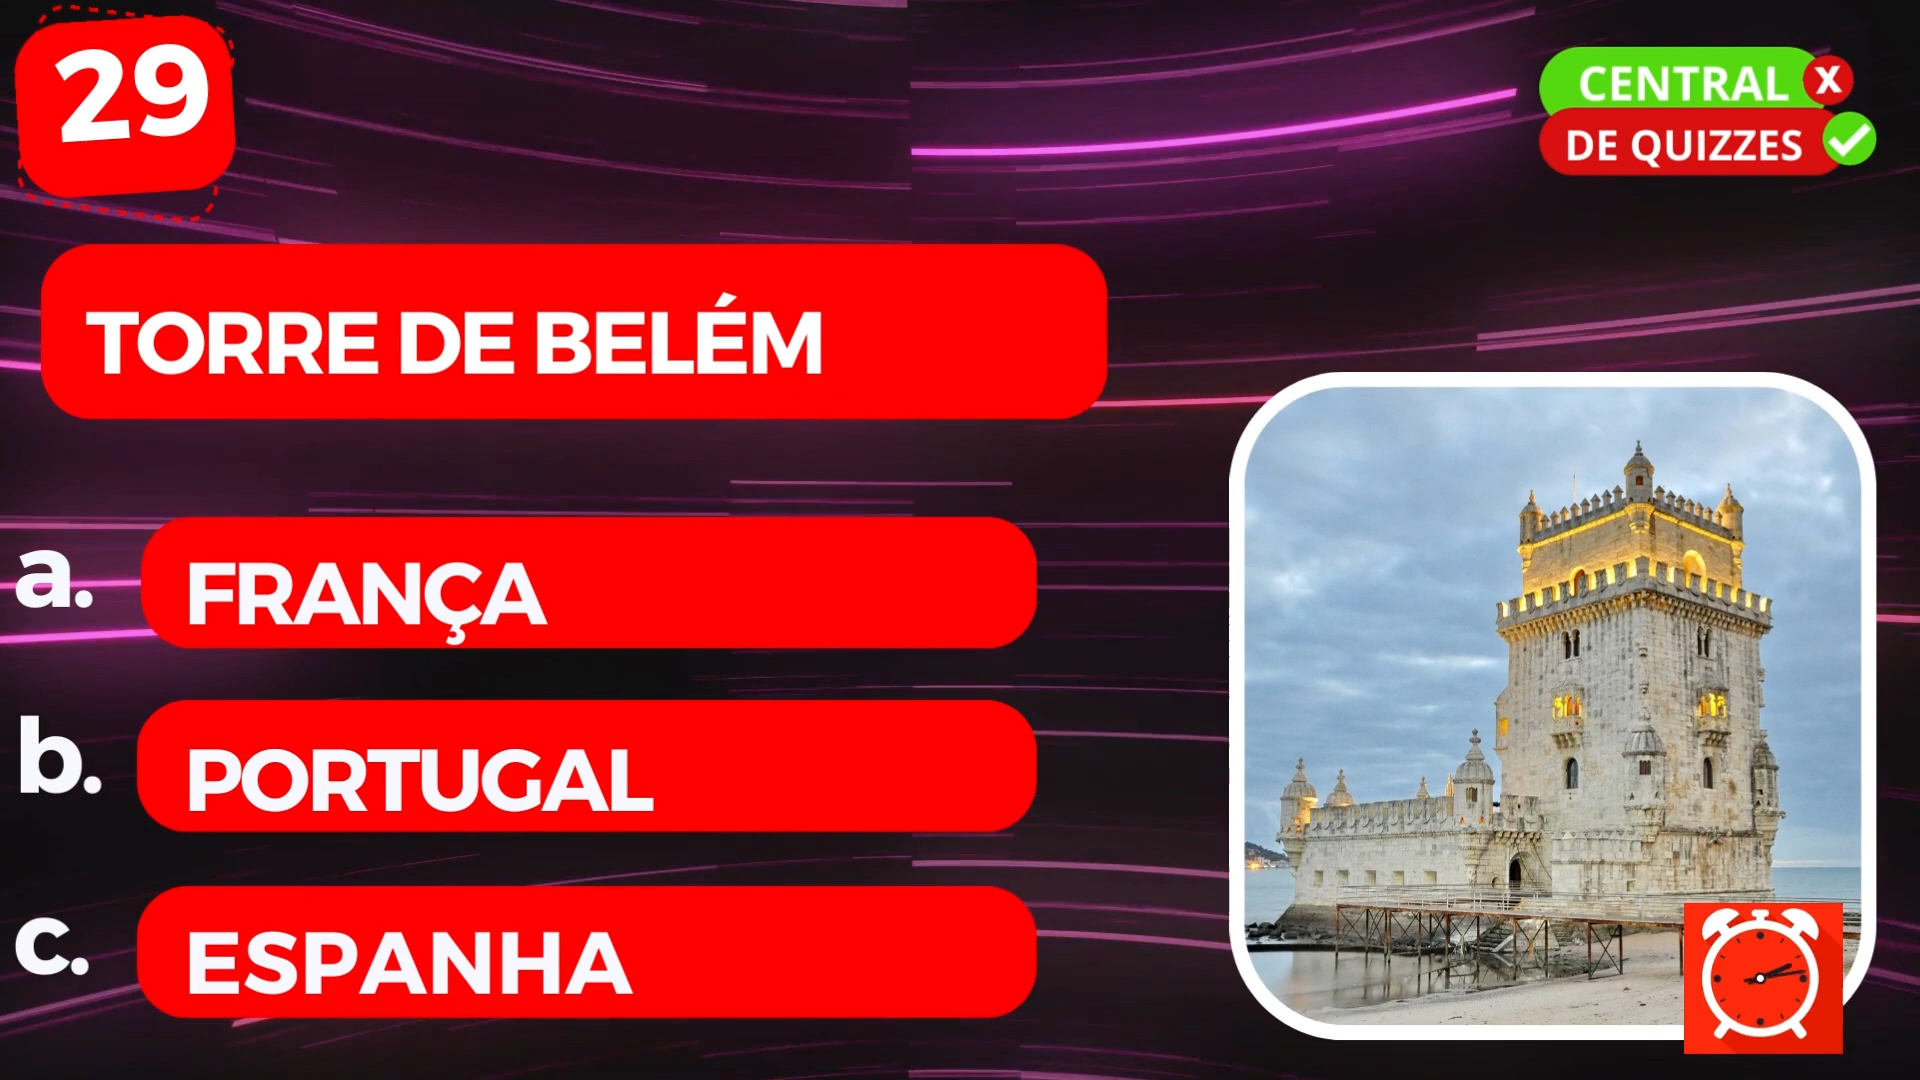 29
CENTRAL X
DE QUIZZES
TORRE DE BELÉM
a. FRANÇA
b. PORTUGAL
c. ESPANHA